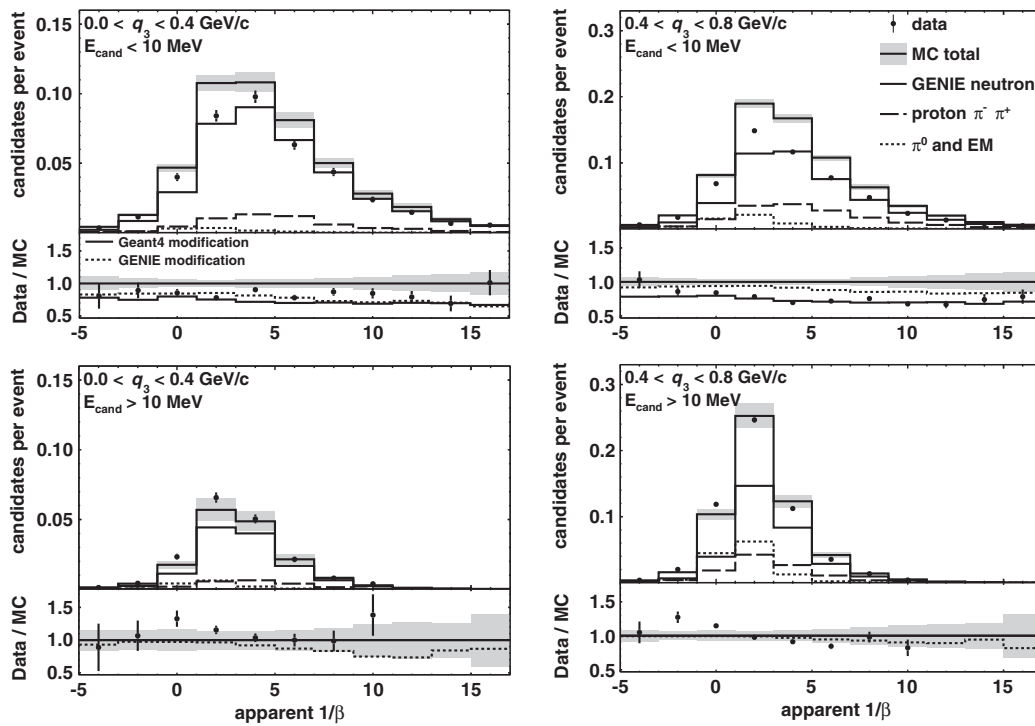 0.0 < q3 < 0.4 GeV/c
Ecand < 10 MeV
candidates per event
0.15
0.10
0.05
Geant4 modification
GENIE modification
Data / MC
1.5
1.0
0.5
-5 0 5 10 15
0.4 < q3 < 0.8 GeV/c
Ecand < 10 MeV
data
MC total
GENIE neutron
proton π- π+
π0 and EM
candidates per event
0.3
0.2
0.1
Data / MC
1.5
1.0
0.5
-5 0 5 10 15
0.0 < q3 < 0.4 GeV/c
Ecand > 10 MeV
candidates per event
0.15
0.10
0.05
Data / MC
1.5
1.0
0.5
-5 0 5 10 15
apparent 1/β
0.4 < q3 < 0.8 GeV/c
Ecand > 10 MeV
candidates per event
0.3
0.2
0.1
Data / MC
1.5
1.0
0.5
-5 0 5 10 15
apparent 1/β